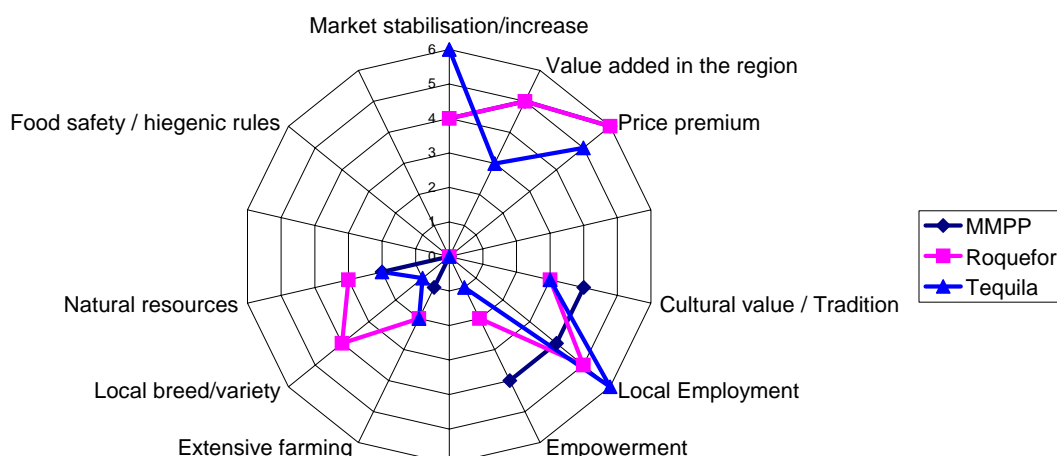 Market stabilisation/increase
6
Value added in the region
5
Food safety / hiegenic rules
Price premium
4
3
2
MMPP
1
Roquefor
0
Tequila
Natural resources
Cultural value / Tradition
Local breed/variety
Local Employment
Extensive farming
Empowerment